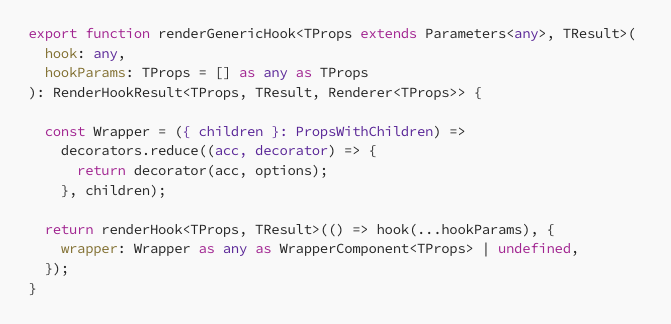 export function renderGenericHook<TProps extends Parameters<any>, TResult>(
  hook: any,
  hookParams: TProps = [] as any as TProps
): RenderHookResult<TProps, TResult, Renderer<TProps>> {

  const Wrapper = ({ children }: PropsWithChildren) =>
    decorators.reduce((acc, decorator) => {
      return decorator(acc, options);
    }, children);

  return renderHook<TProps, TResult>(() => hook(...hookParams), {
    wrapper: Wrapper as any as WrapperComponent<TProps> | undefined,
  });
}